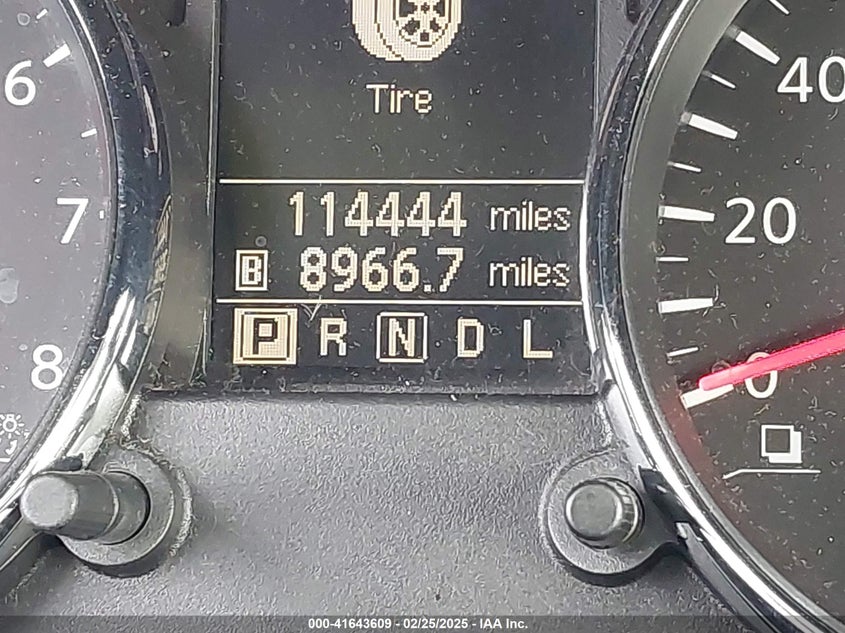 Tire
114444 miles
B 8966.7 miles
P R N D L
6
7
8
40
20
0
000-41643609 - 02/25/2025 - IAA Inc.